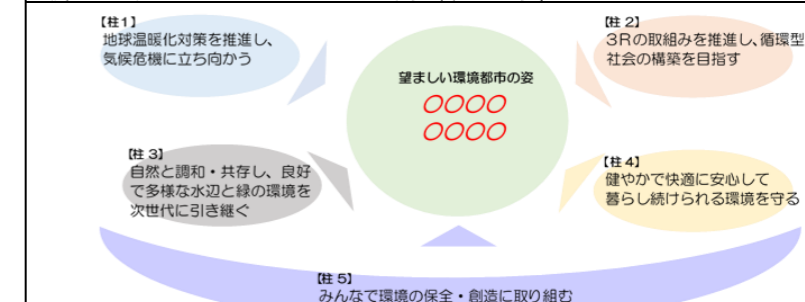 【柱1】
地球温暖化対策を推進し、
気候危機に立ち向かう
【柱 2】
3Rの取組みを推進し、循環型
社会の構築を目指す
望ましい環境都市の姿
〇〇〇〇
〇〇〇〇
【柱 3】
自然と調和・共存し、良好
で多様な水辺と緑の環境を
次世代に引き継ぐ
【柱 4】
健やかで快適に安心して
暮らし続けられる環境を守る
【柱 5】
みんなで環境の保全・創造に取り組む